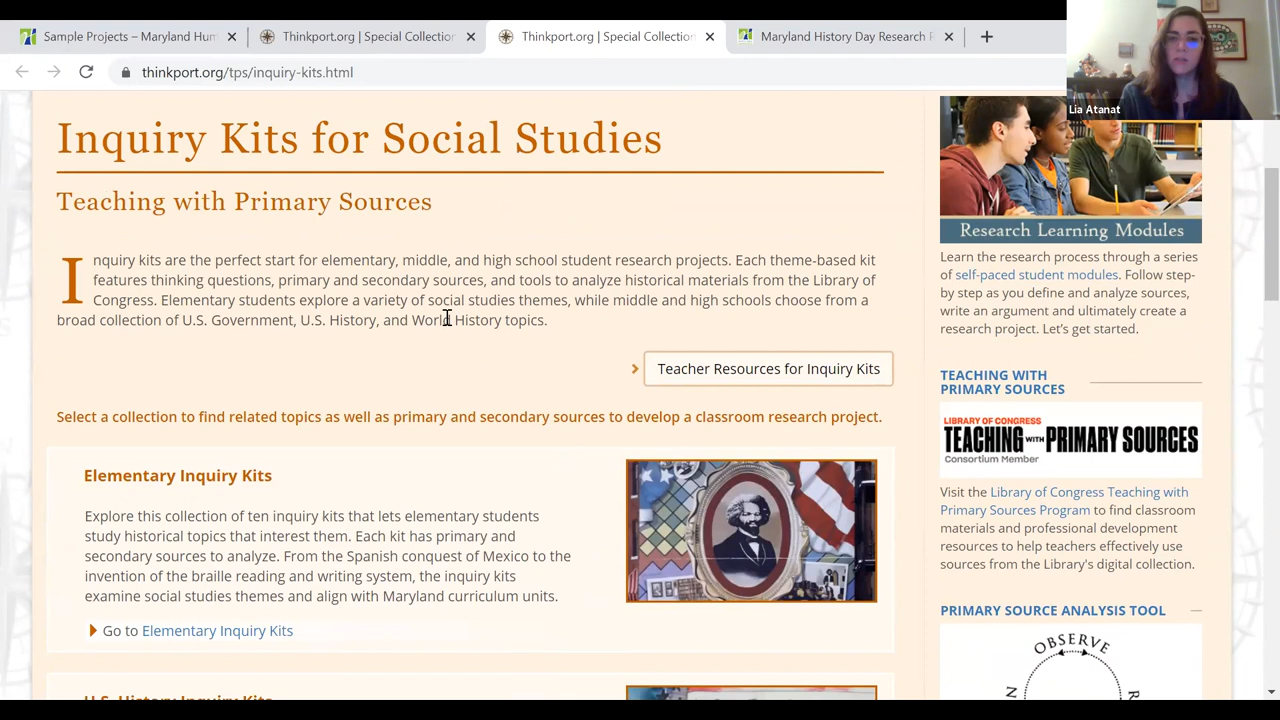 Sample Projects – Maryland Hum
Thinkport.org | Special Collection
Thinkport.org | Special Collection
Maryland History Day Research R
thinkport.org/tps/inquiry-kits.html
Lia Atanat
Inquiry Kits for Social Studies
Teaching with Primary Sources
Inquiry kits are the perfect start for elementary, middle, and high school student research projects. Each theme-based kit
features thinking questions, primary and secondary sources, and tools to analyze historical materials from the Library of
Congress. Elementary students explore a variety of social studies themes, while middle and high schools choose from a
broad collection of U.S. Government, U.S. History, and World History topics.
Teacher Resources for Inquiry Kits
Select a collection to find related topics as well as primary and secondary sources to develop a classroom research project.
Elementary Inquiry Kits
Explore this collection of ten inquiry kits that lets elementary students
study historical topics that interest them. Each kit has primary and
secondary sources to analyze. From the Spanish conquest of Mexico to the
invention of the braille reading and writing system, the inquiry kits
examine social studies themes and align with Maryland curriculum units.
Go to Elementary Inquiry Kits
U.S. History Inquiry Kits
Research Learning Modules
Learn the research process through a series
of self-paced student modules. Follow step-
by step as you define and analyze sources,
write an argument and ultimately create a
research project. Let's get started.
TEACHING WITH
PRIMARY SOURCES
LIBRARY OF CONGRESS
TEACHING with PRIMARY SOURCES
Consortium Member
Visit the Library of Congress Teaching with
Primary Sources Program to find classroom
materials and professional development
resources to help teachers effectively use
sources from the Library's digital collection.
PRIMARY SOURCE ANALYSIS TOOL
OBSERVE